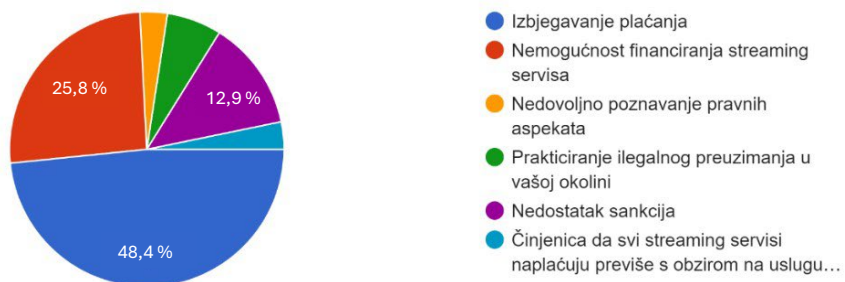 25,8 %
12,9 %
48,4 %
Izbjegavanje plaćanja
Nemogućnost financiranja streaming
servisa
Nedovoljno poznavanje pravnih
aspekata
Prakticiranje ilegalnog preuzimanja u
vašoj okolini
Nedostatak sankcija
Činjenica da svi streaming servisi
naplaćuju previše s obzirom na uslugu…